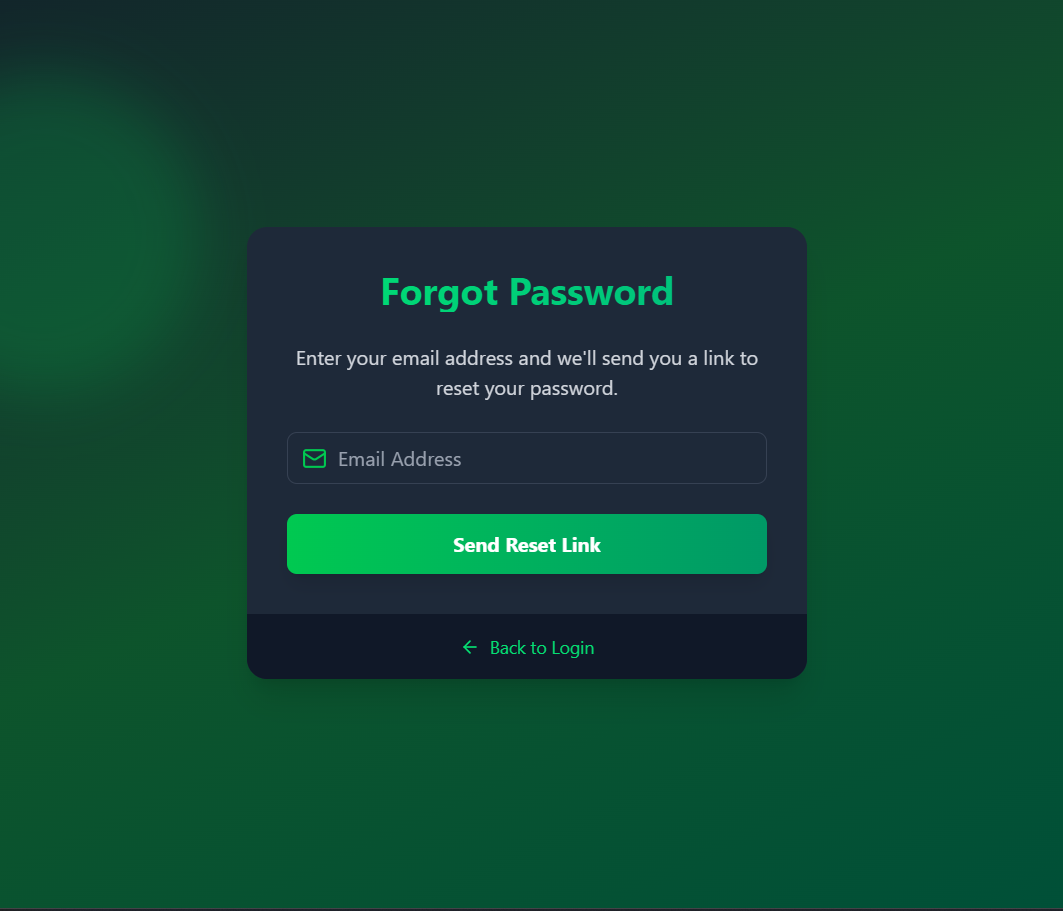 Forgot Password
Enter your email address and we'll send you a link to
reset your password.
Email Address
Send Reset Link
Back to Login